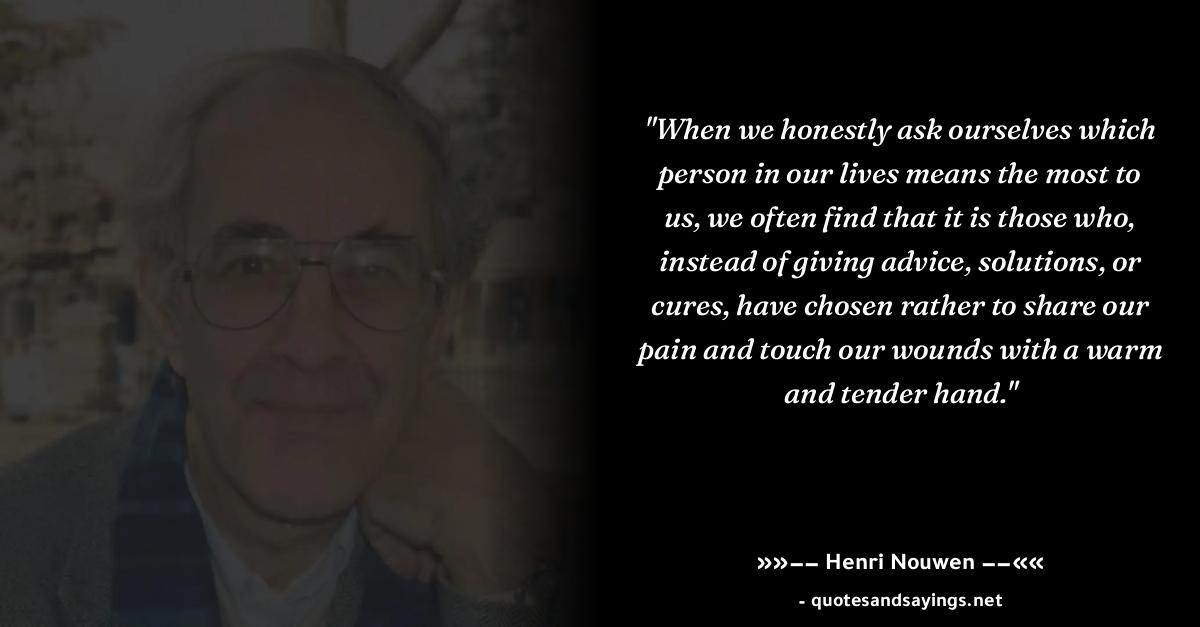 "When we honestly ask ourselves which
person in our lives means the most to
us, we often find that it is those who,
instead of giving advice, solutions, or
cures, have chosen rather to share our
pain and touch our wounds with a warm
and tender hand."
»»−− Henri Nouwen −−««
- quotesandsayings.net